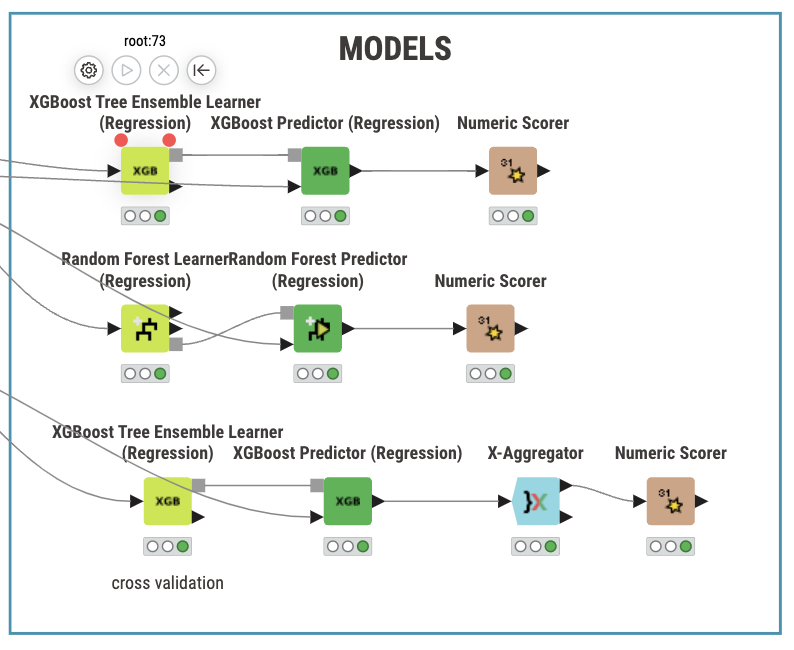 root:73
MODELS
XGBoost Tree Ensemble Learner
(Regression)
XGBoost Predictor (Regression)
Numeric Scorer
XGB
XGB
31
Random Forest Learner
(Regression)
Random Forest Predictor
(Regression)
Numeric Scorer
31
XGBoost Tree Ensemble Learner
(Regression)
XGBoost Predictor (Regression)
X-Aggregator
Numeric Scorer
XGB
XGB
}X
31
cross validation